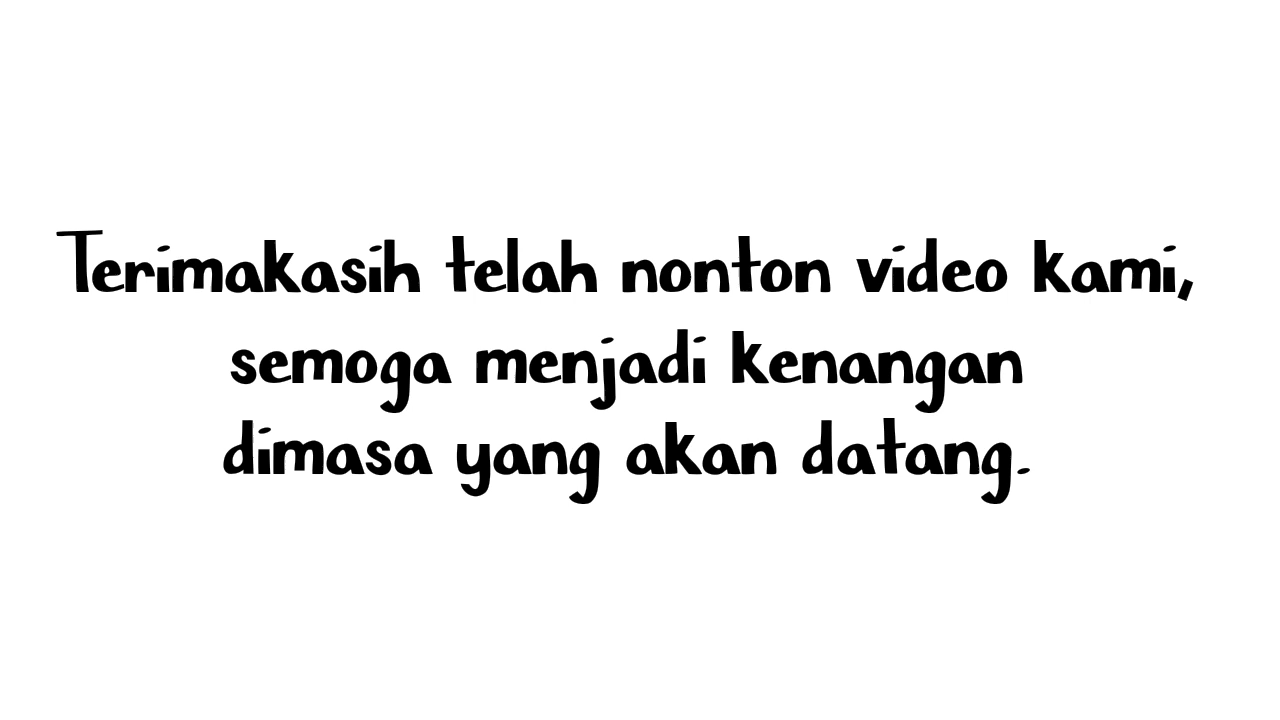 Terimakasih telah nonton video kami,
semoga menjadi kenangan
dimasa yang akan datang.